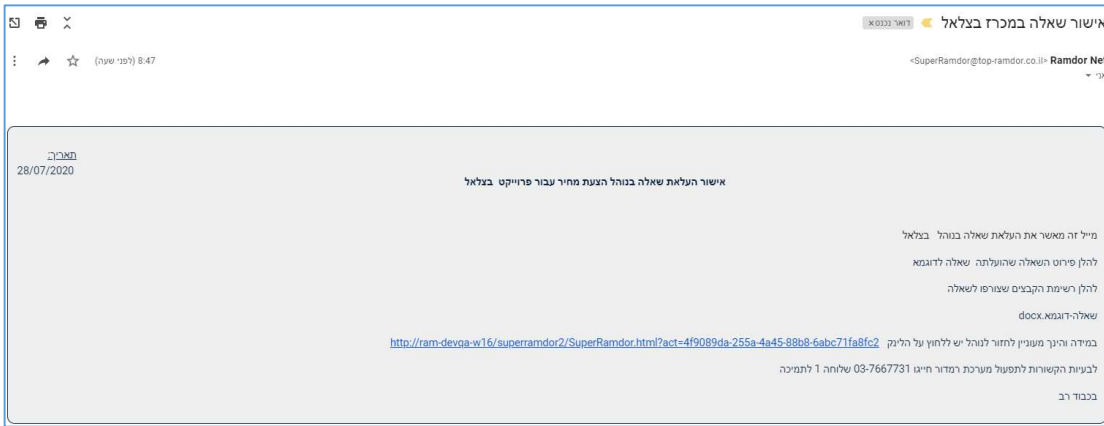 אישור שאלה במכרז בצלאל דואר נכנס x
Ramdor Net <SuperRamdor@top-ramdor.co.il>
8:47 (לפני שעה)
אני
תאריך:
28/07/2020
אישור העלאת שאלה בנוהל הצעת מחיר עבור פרוייקט בצלאל
מייל זה מאשר את העלאת שאלה בנוהל בצלאל
להלן פירוט השאלה שהועלתה שאלה לדוגמא
להלן רשימת הקבצים שצורפו לשאלה
שאלה-דוגמא.docx
במידה והינך מעוניין לחזור לנוהל יש ללחוץ על הלינק http://ram-devqa-w16/superramdor2/SuperRamdor.html?act=4f9089da-255a-4a45-88b8-6abc71fa8fc2
לבעיות הקשורות לתפעול מערכת רמדור חייגו 03-7667731 שלוחה 1 לתמיכה
בכבוד רב